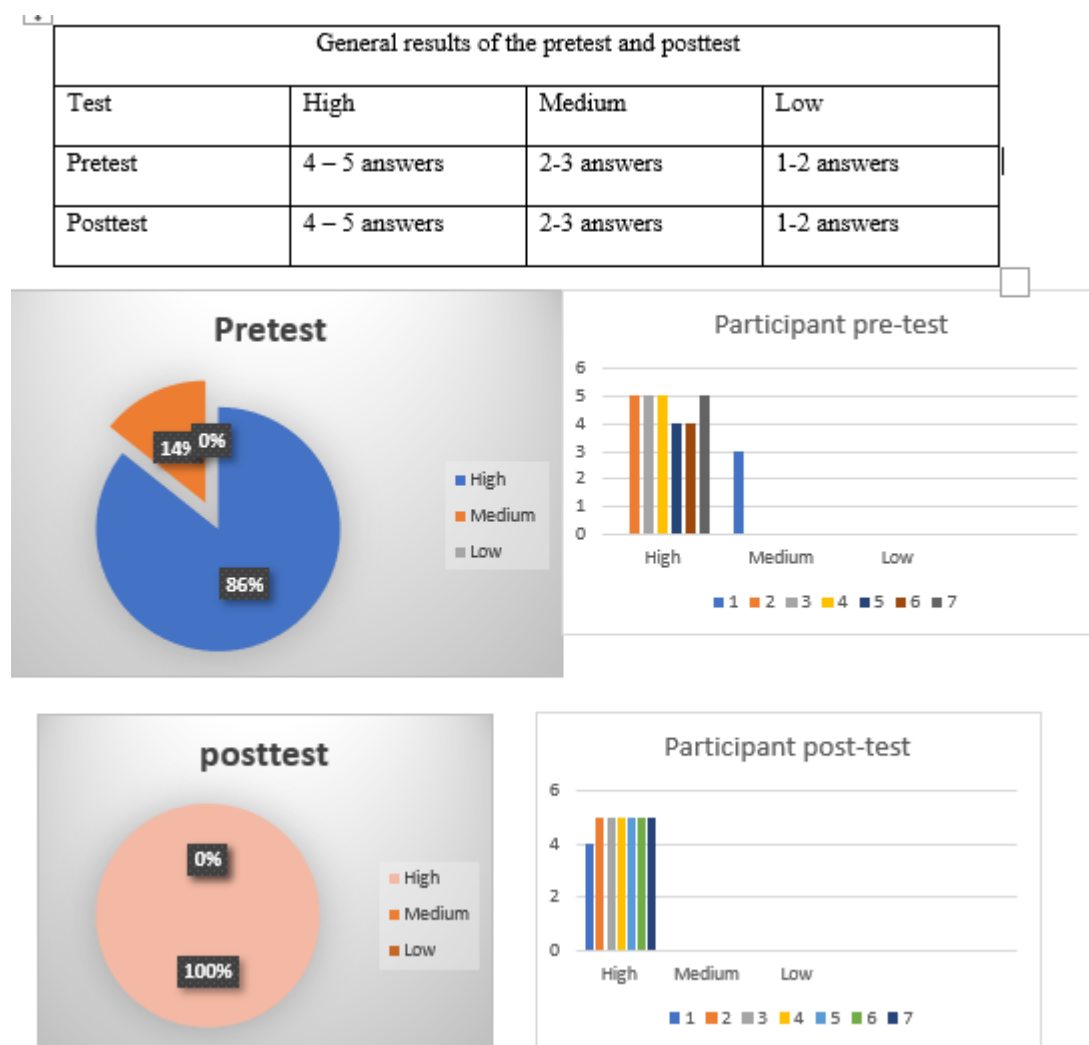 General results of the pretest and posttest
Test High Medium Low
Pretest 4 – 5 answers 2-3 answers 1-2 answers
Posttest 4 – 5 answers 2-3 answers 1-2 answers
Pretest
14%
0%
86%
High
Medium
Low
Participant pre-test
6
5
4
3
2
1
0
High Medium Low
1 2 3 4 5 6 7
posttest
0%
100%
High
Medium
Low
Participant post-test
6
4
2
0
High Medium Low
1 2 3 4 5 6 7